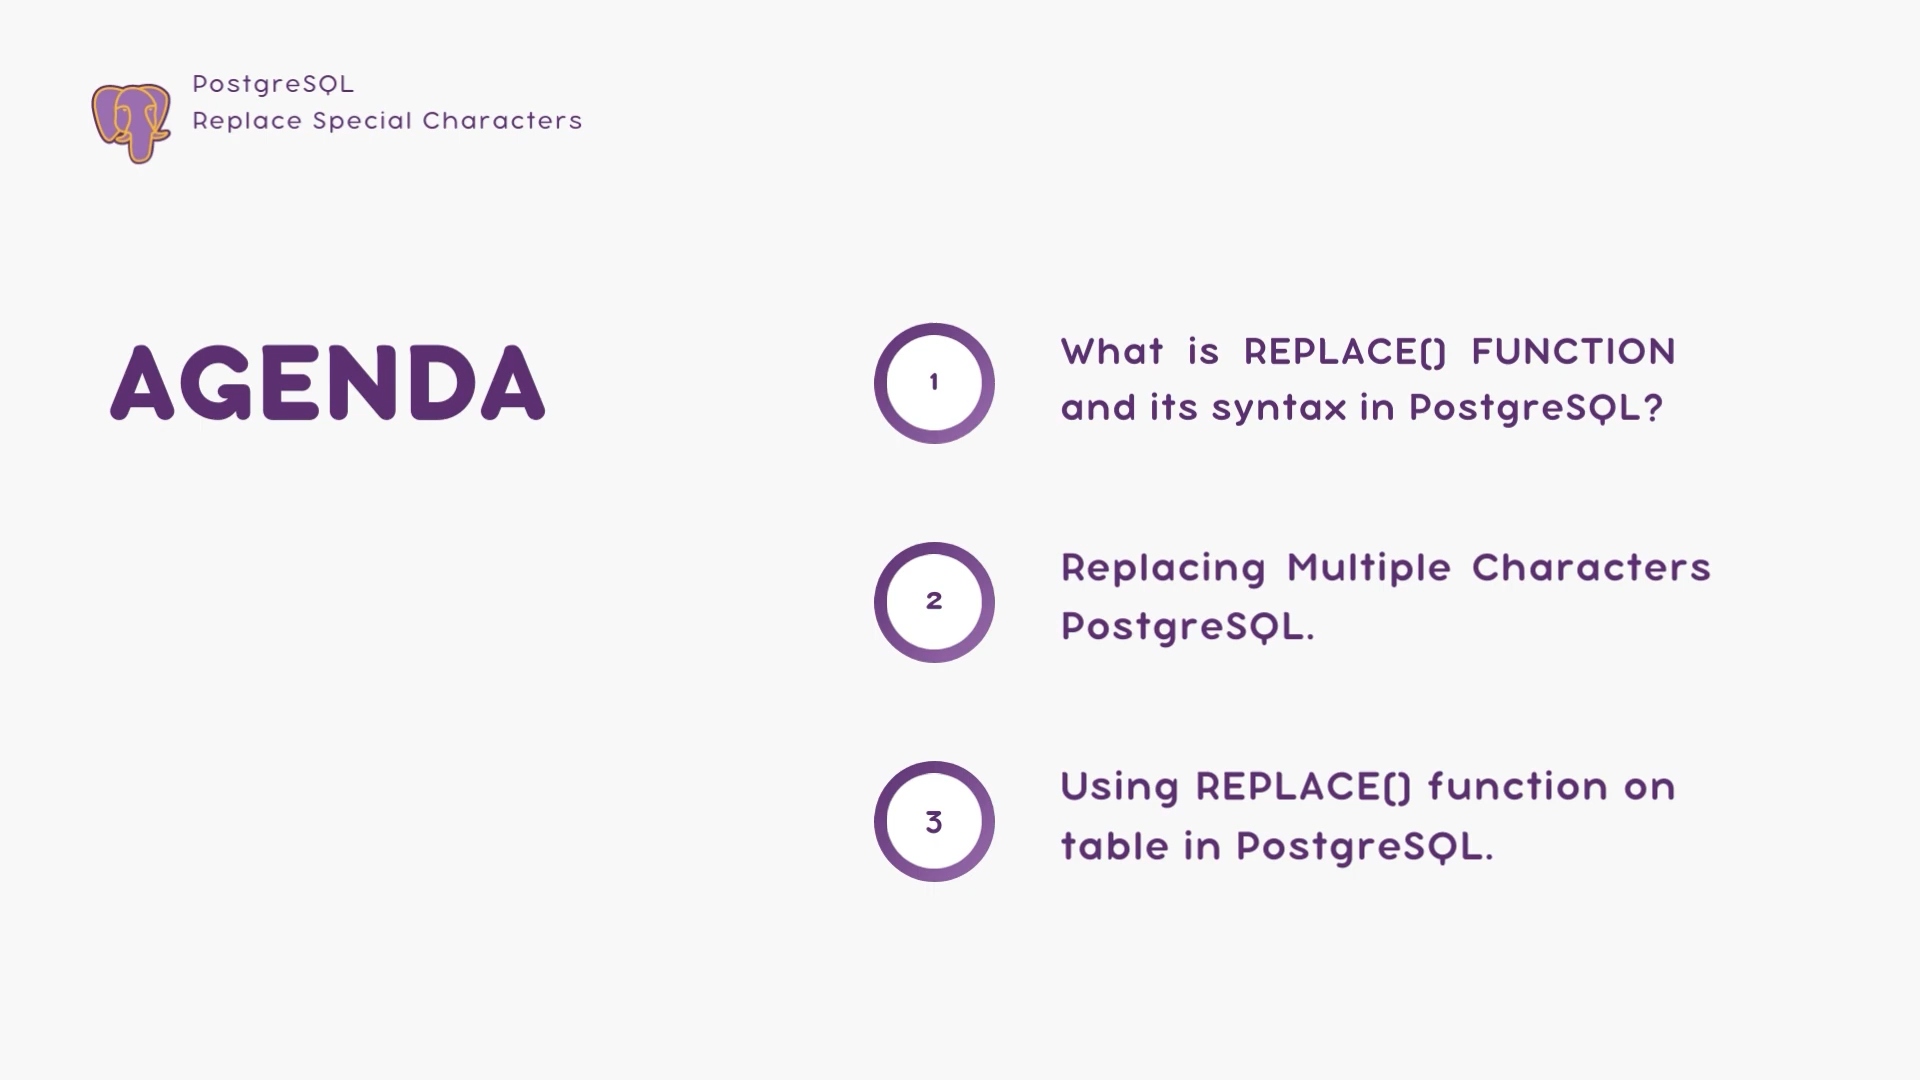 PostgreSQL
Replace Special Characters
AGENDA
1
What is REPLACE() FUNCTION
and its syntax in PostgreSQL?
2
Replacing Multiple Characters
PostgreSQL.
3
Using REPLACE() function on
table in PostgreSQL.